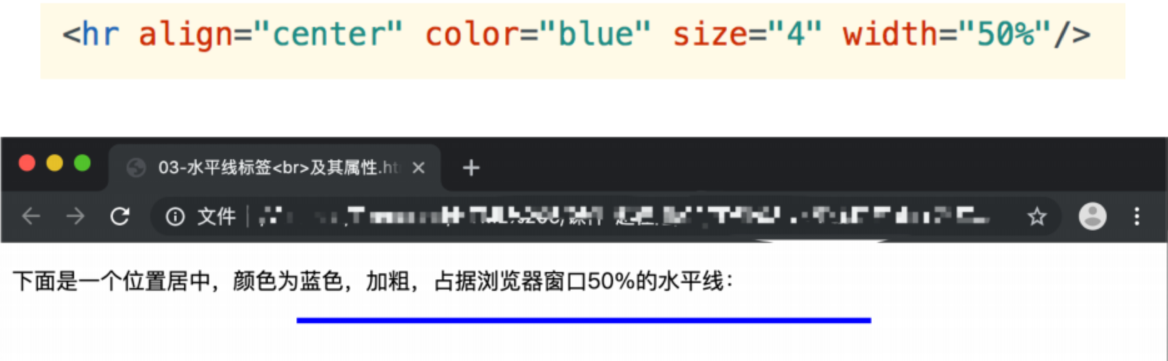 <hr align="center" color="blue" size="4" width="50%"/>
03-水平线标签<br>及其属性.ht
文件
下面是一个位置居中，颜色为蓝色，加粗，占据浏览器窗口50%的水平线：